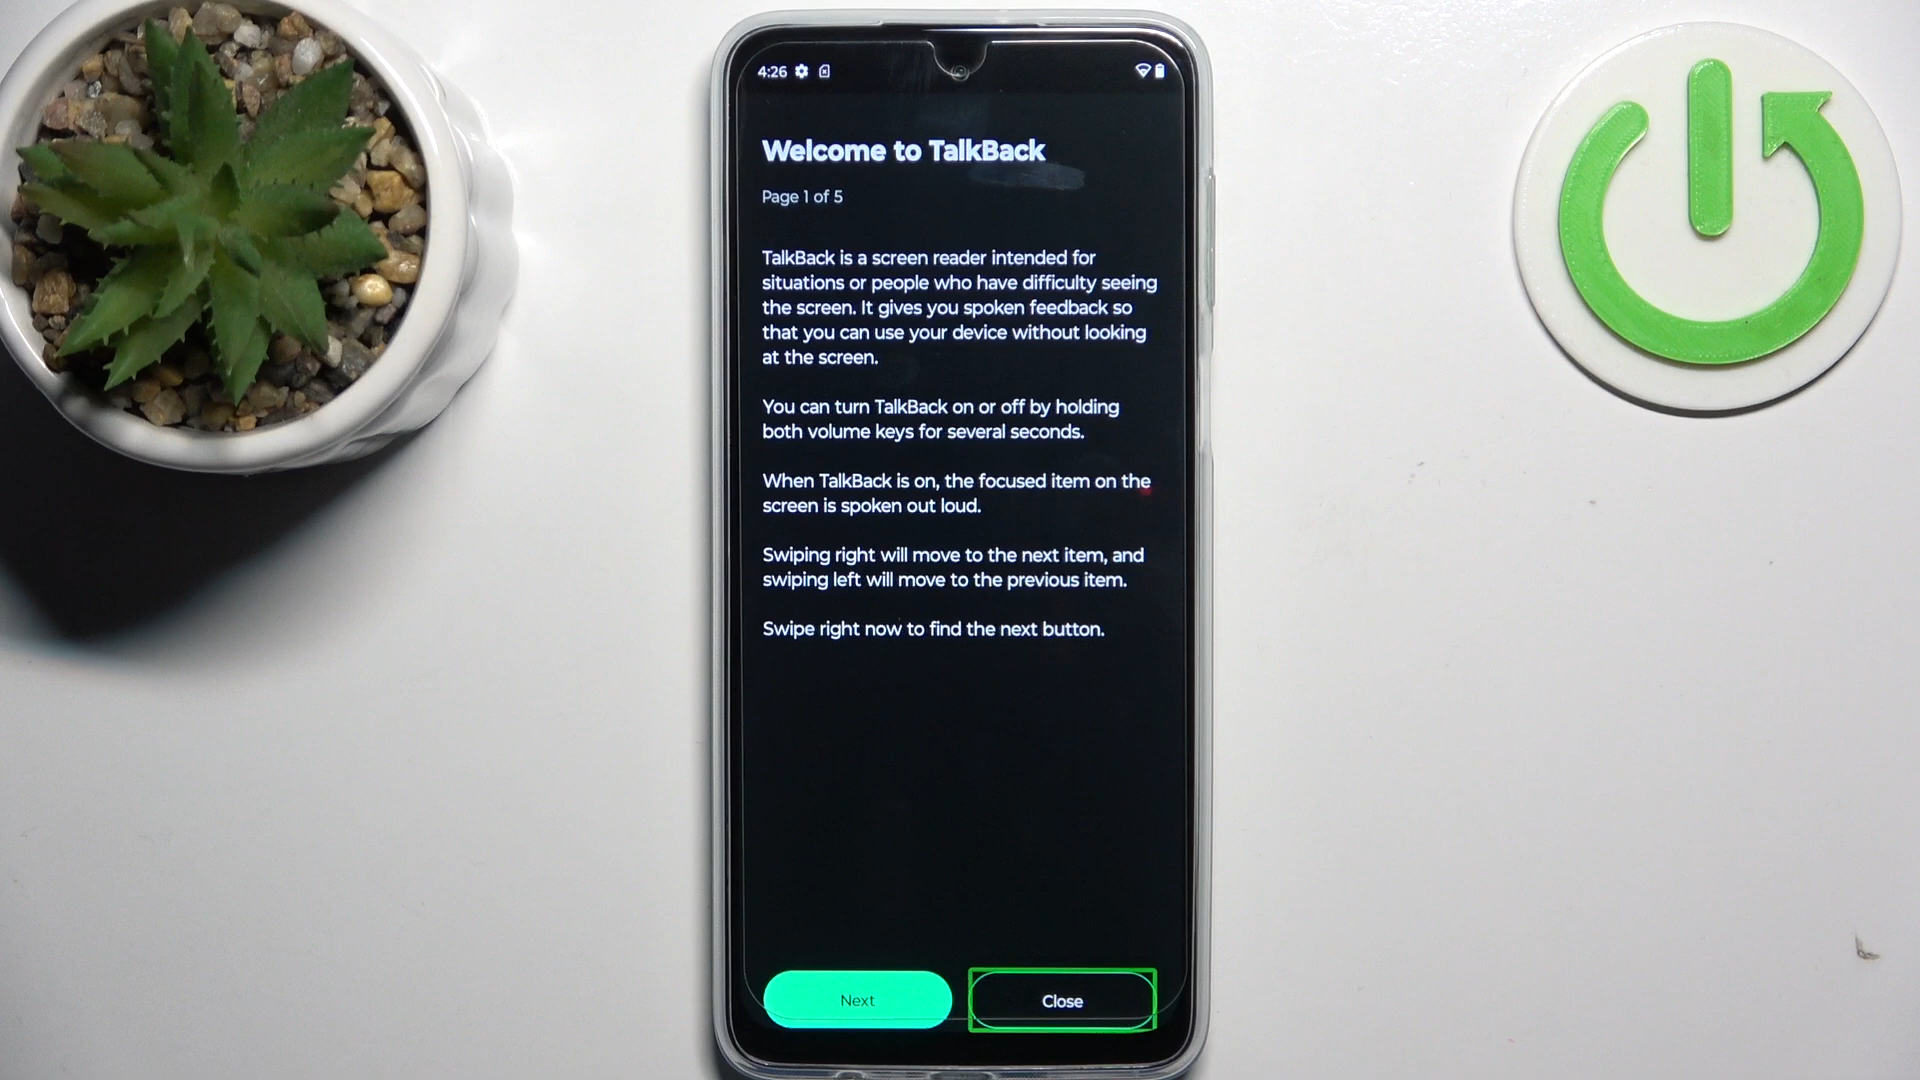 4:26
Welcome to TalkBack
Page 1 of 5
TalkBack is a screen reader intended for
situations or people who have difficulty seeing
the screen. It gives you spoken feedback so
that you can use your device without looking
at the screen.
You can turn TalkBack on or off by holding
both volume keys for several seconds.
When TalkBack is on, the focused item on the
screen is spoken out loud.
Swiping right will move to the next item, and
swiping left will move to the previous item.
Swipe right now to find the next button.
Next
Close